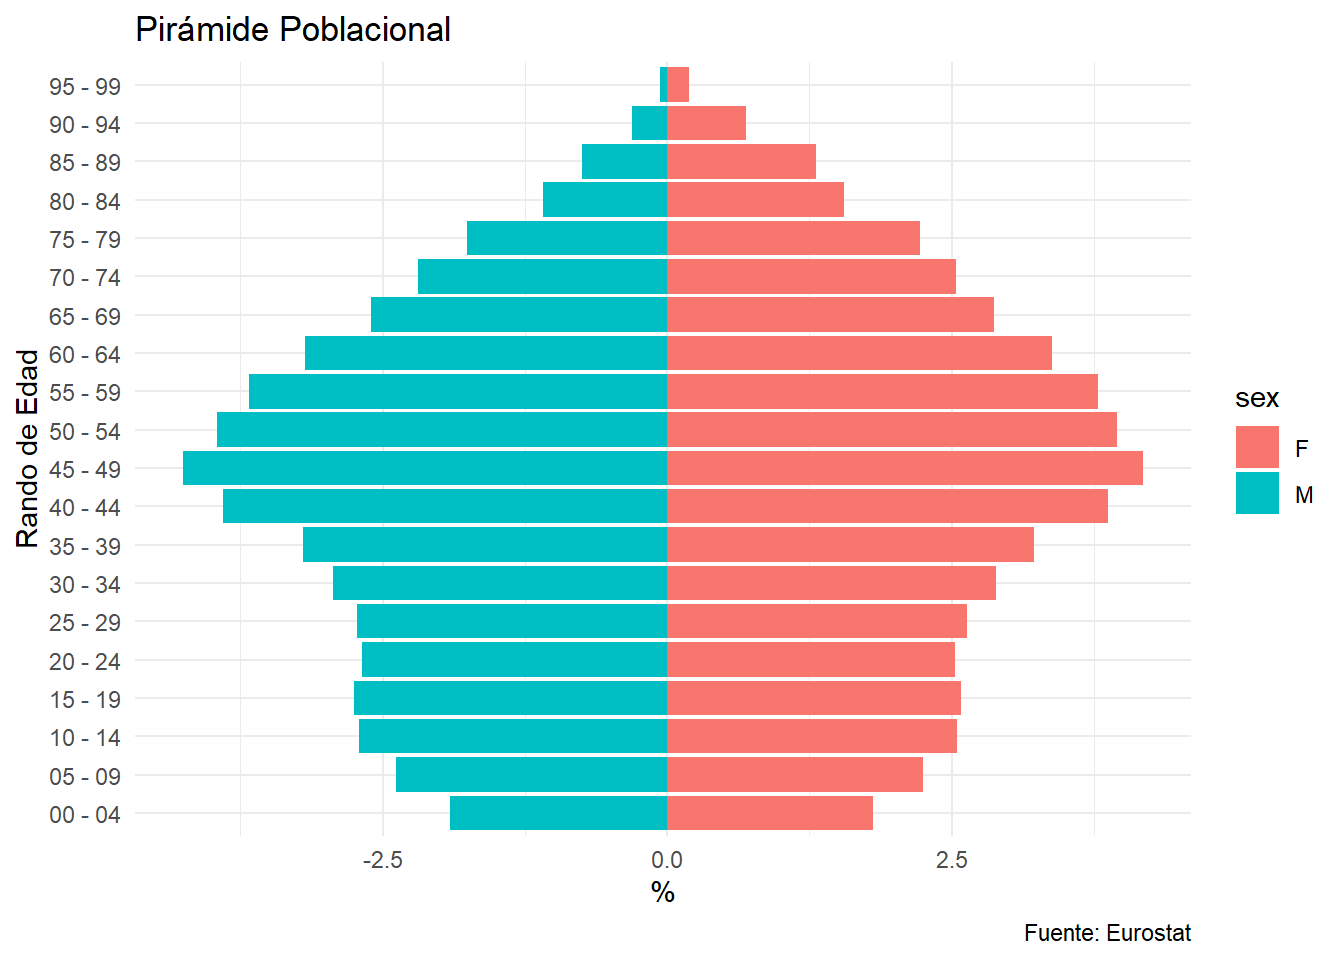 Pirámide Poblacional
Rando de Edad
95 - 99
90 - 94
85 - 89
80 - 84
75 - 79
70 - 74
65 - 69
60 - 64
55 - 59
50 - 54
45 - 49
40 - 44
35 - 39
30 - 34
25 - 29
20 - 24
15 - 19
10 - 14
05 - 09
00 - 04
-2.5 0.0 2.5
%
sex
F
M
Fuente: Eurostat